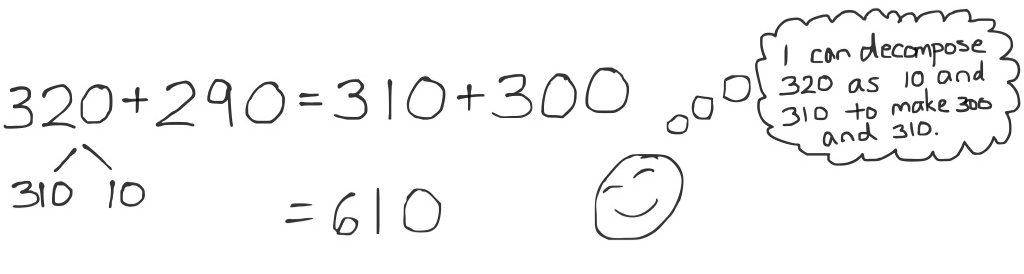 320+290=310+300
310 10
=610
I can decompose
320 as 10 and
310 to make 300
and 310.